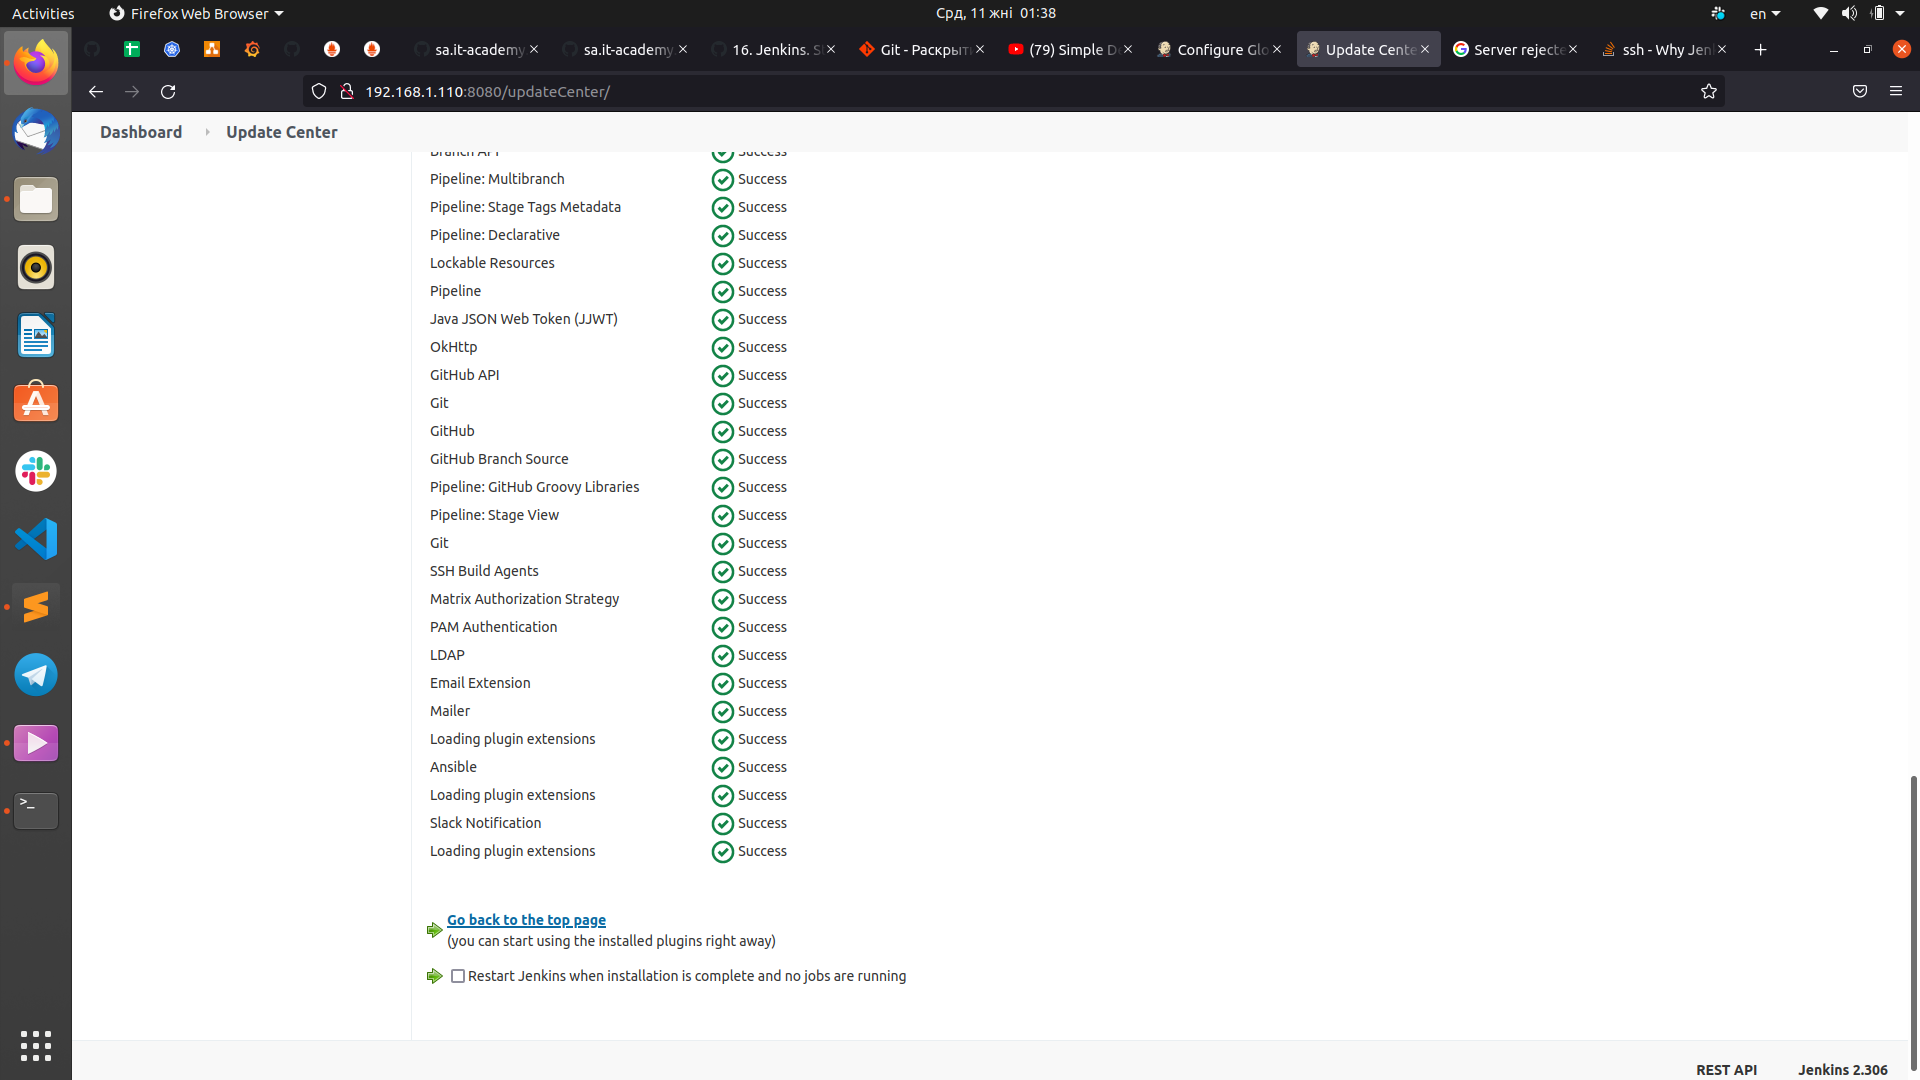 Activities
Firefox Web Browser
Срд, 11 жні 01:38
en
sa.it-academy
sa.it-academy
16. Jenkins. S
Git - Раскрыт
(79) Simple D
Configure Glo
Update Cente
Server rejecte
ssh - Why Jen
192.168.1.110:8080/updateCenter/
Dashboard
Update Center
Branch API Success
Pipeline: Multibranch Success
Pipeline: Stage Tags Metadata Success
Pipeline: Declarative Success
Lockable Resources Success
Pipeline Success
Java JSON Web Token (JJWT) Success
OkHttp Success
GitHub API Success
Git Success
GitHub Success
GitHub Branch Source Success
Pipeline: GitHub Groovy Libraries Success
Pipeline: Stage View Success
Git Success
SSH Build Agents Success
Matrix Authorization Strategy Success
PAM Authentication Success
LDAP Success
Email Extension Success
Mailer Success
Loading plugin extensions Success
Ansible Success
Loading plugin extensions Success
Slack Notification Success
Loading plugin extensions Success
Go back to the top page
(you can start using the installed plugins right away)
Restart Jenkins when installation is complete and no jobs are running
REST API
Jenkins 2.306